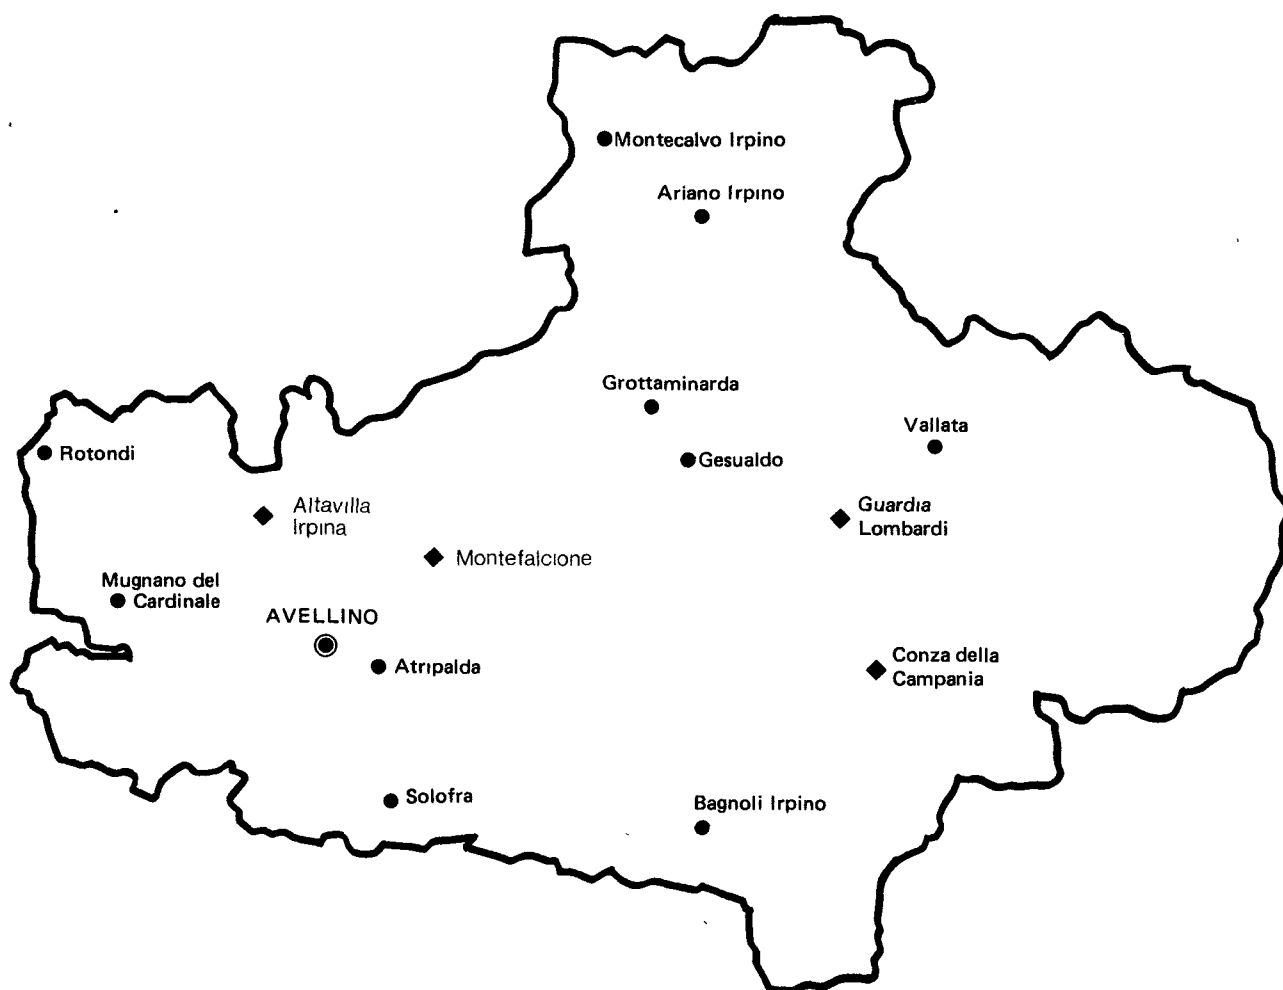 Montecalvo Irpino
Ariano Irpino
Grottaminarda
Vallata
Rotondi
Gesualdo
Altavilla
Irpina
Guardia
Lombardi
Montefalcione
Mugnano del
Cardinale
AVELLINO
Atripalda
Conza della
Campania
Solofra
Bagnoli Irpino